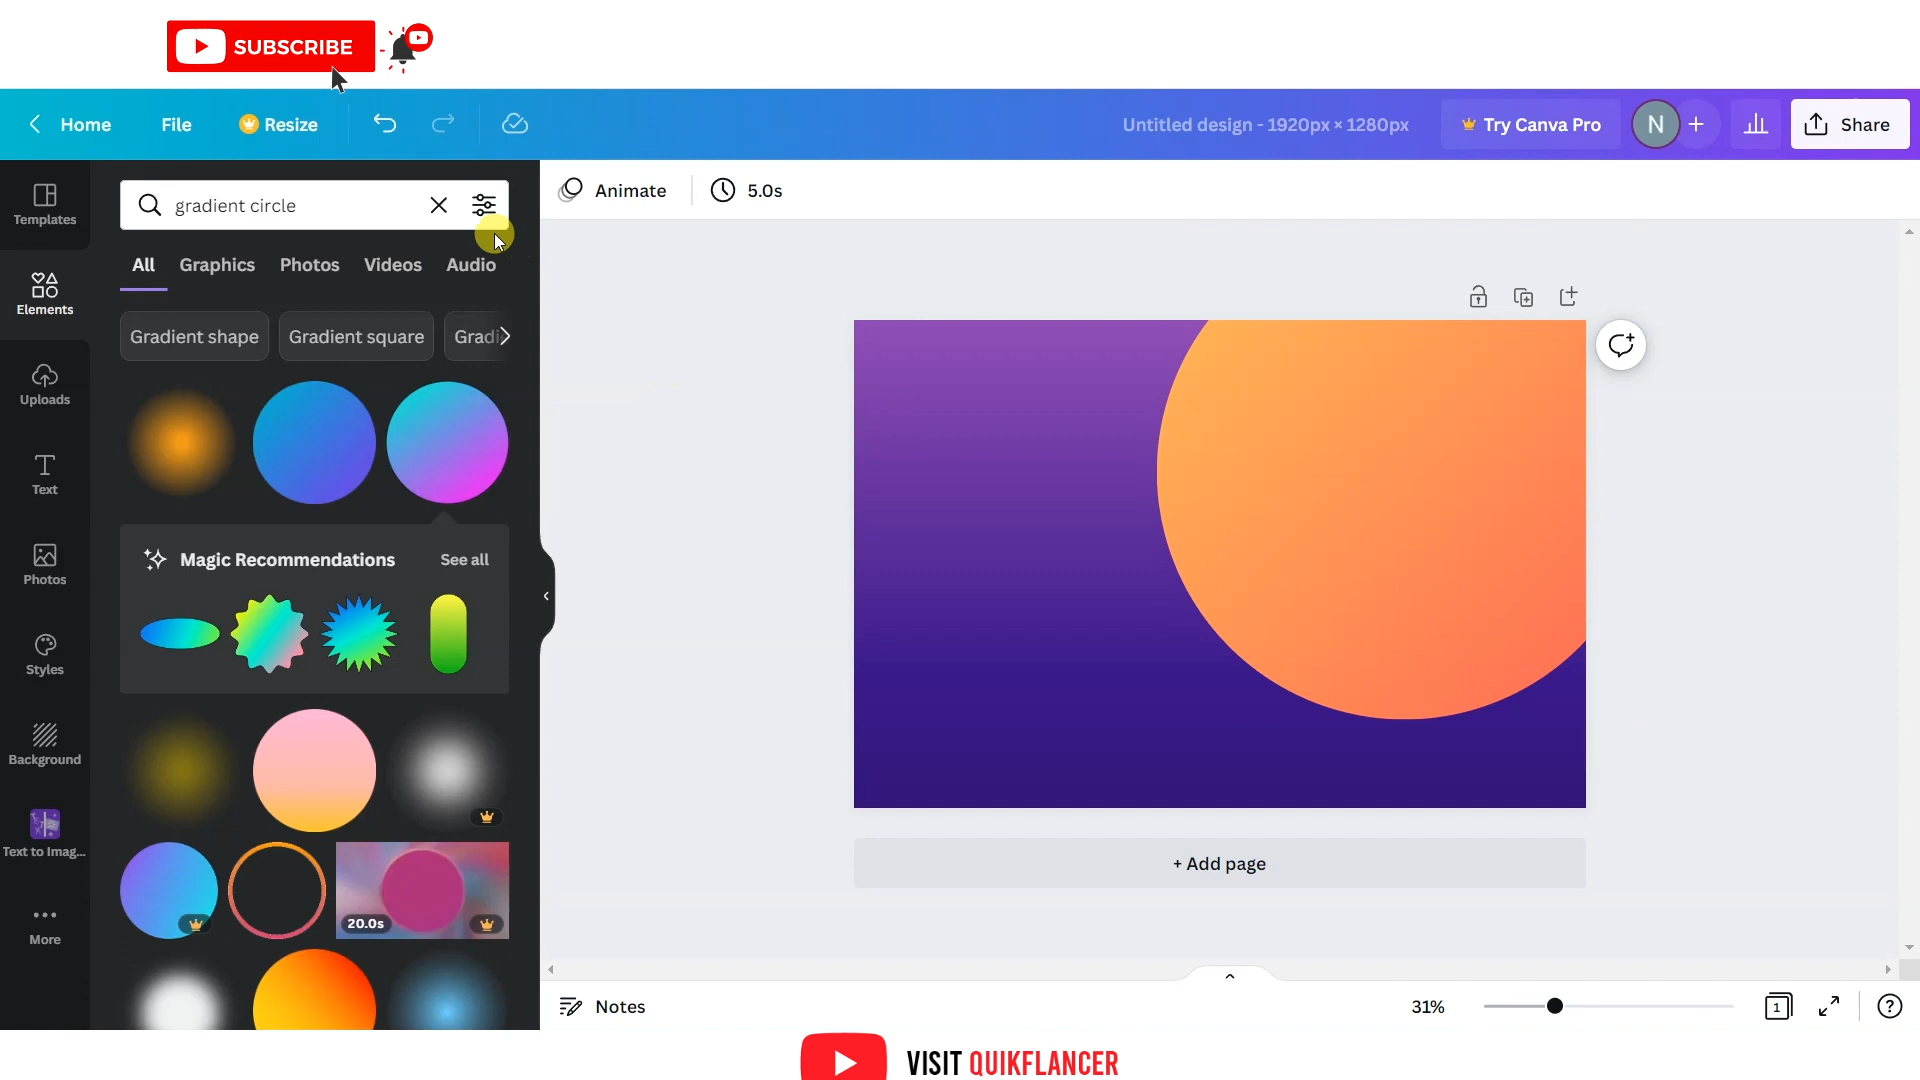 SUBSCRIBE
Home
File
Resize
Untitled design - 1920px × 1280px
Try Canva Pro
N
Share
Templates
Elements
Uploads
Text
Photos
Styles
Background
Text to Imag...
More
gradient circle
All
Graphics
Photos
Videos
Audio
Gradient shape
Gradient square
Magic Recommendations
See all
20.0s
Animate
5.0s
+ Add page
Notes
31%
1
?
VISIT QUIKFLANCER